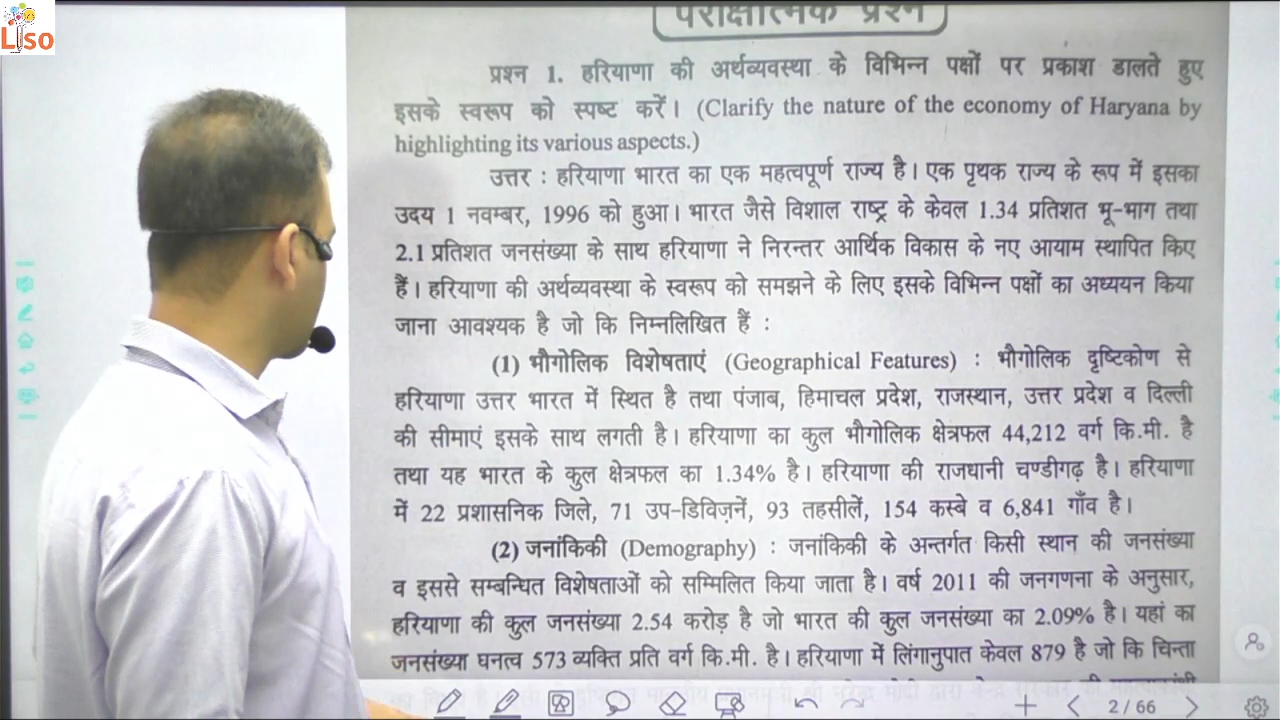 Liso
परीक्षात्मक प्रश्न
प्रश्न 1. हरियाणा की अर्थव्यवस्था के विभिन्न पक्षों पर प्रकाश डालते हुए
इसके स्वरूप को स्पष्ट करें। (Clarify the nature of the economy of Haryana by
highlighting its various aspects.)
उत्तर : हरियाणा भारत का एक महत्वपूर्ण राज्य है। एक पृथक राज्य के रूप में इसका
उदय 1 नवम्बर, 1996 को हुआ। भारत जैसे विशाल राष्ट्र के केवल 1.34 प्रतिशत भू-भाग तथा
2.1 प्रतिशत जनसंख्या के साथ हरियाणा ने निरन्तर आर्थिक विकास के नए आयाम स्थापित किए
हैं। हरियाणा की अर्थव्यवस्था के स्वरूप को समझने के लिए इसके विभिन्न पक्षों का अध्ययन किया
जाना आवश्यक है जो कि निम्नलिखित हैं :
(1) भौगोलिक विशेषताएं (Geographical Features) : भौगोलिक दृष्टिकोण से
हरियाणा उत्तर भारत में स्थित है तथा पंजाब, हिमाचल प्रदेश, राजस्थान, उत्तर प्रदेश व दिल्ली
की सीमाएं इसके साथ लगती है। हरियाणा का कुल भौगोलिक क्षेत्रफल 44,212 वर्ग कि.मी. है
तथा यह भारत के कुल क्षेत्रफल का 1.34% है। हरियाणा की राजधानी चण्डीगढ़ है। हरियाणा
में 22 प्रशासनिक जिले, 71 उप-डिविज़नें, 93 तहसीलें, 154 कस्बे व 6,841 गाँव है।
(2) जनांकिकी (Demography) : जनांकिकी के अन्तर्गत किसी स्थान की जनसंख्या
व इससे सम्बन्धित विशेषताओं को सम्मिलित किया जाता है। वर्ष 2011 की जनगणना के अनुसार,
हरियाणा की कुल जनसंख्या 2.54 करोड़ है जो भारत की कुल जनसंख्या का 2.09% है। यहां का
जनसंख्या घनत्व 573 व्यक्ति प्रति वर्ग कि.मी. है। हरियाणा में लिंगानुपात केवल 879 है जो कि चिन्ता
2 / 66